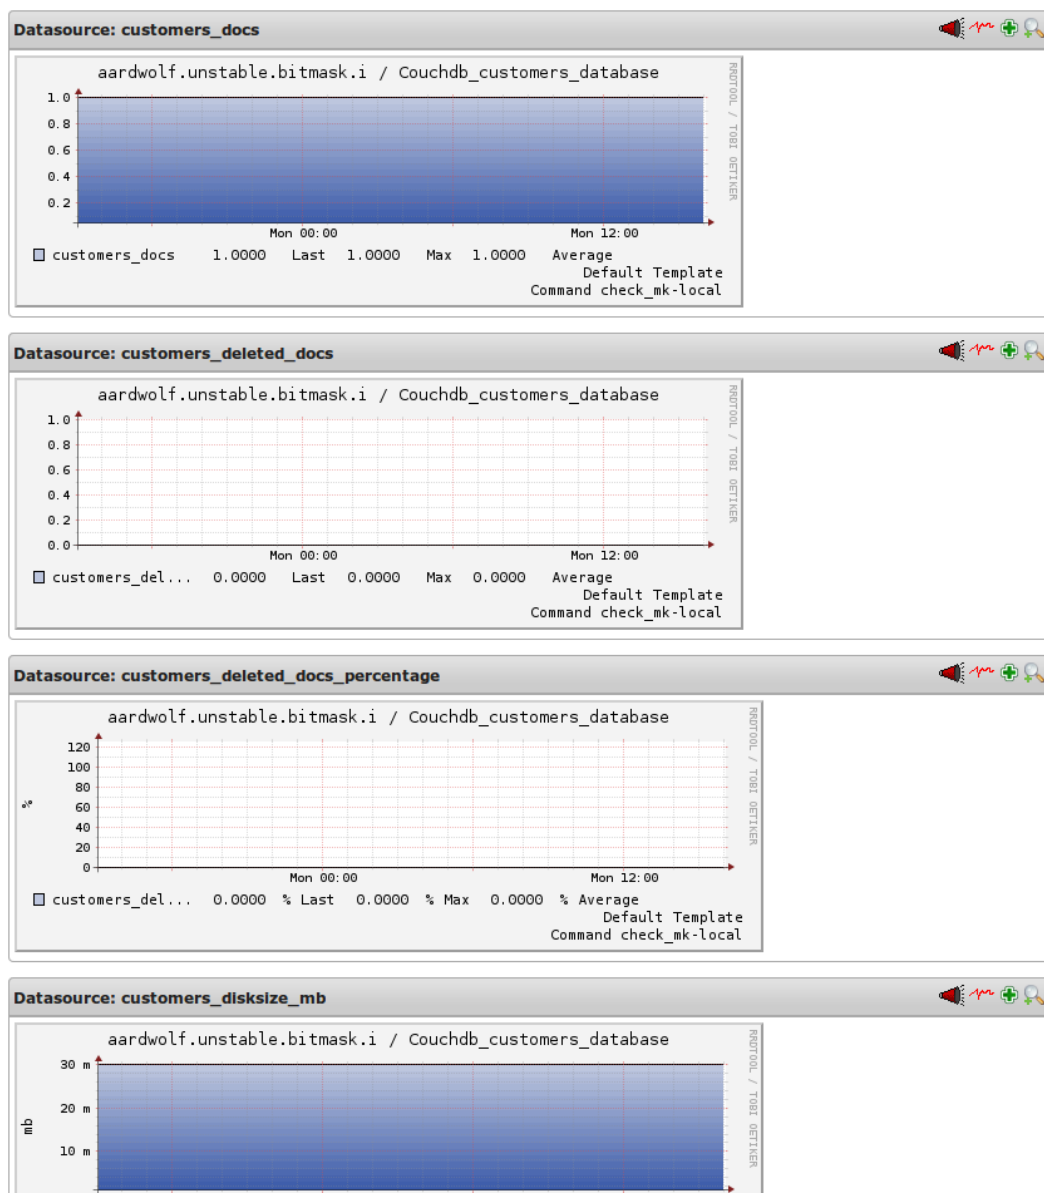 Datasource: customers_docs
aardwolf.unstable.bitmask.i / Couchdb_customers_database
RRDTOOL / TOBI OETIKER
1.0
0.8
0.6
0.4
0.2
Mon 00:00 Mon 12:00
customers_docs 1.0000 Last 1.0000 Max 1.0000 Average
Default Template
Command check_mk-local
Datasource: customers_deleted_docs
aardwolf.unstable.bitmask.i / Couchdb_customers_database
RRDTOOL / TOBI OETIKER
1.0
0.8
0.6
0.4
0.2
0.0
Mon 00:00 Mon 12:00
customers_del... 0.0000 Last 0.0000 Max 0.0000 Average
Default Template
Command check_mk-local
Datasource: customers_deleted_docs_percentage
aardwolf.unstable.bitmask.i / Couchdb_customers_database
RRDTOOL / TOBI OETIKER
%
120
100
80
60
40
20
0
Mon 00:00 Mon 12:00
customers_del... 0.0000 % Last 0.0000 % Max 0.0000 % Average
Default Template
Command check_mk-local
Datasource: customers_disksize_mb
aardwolf.unstable.bitmask.i / Couchdb_customers_database
RRDTOOL / TOBI OETIKER
mb
30 m
20 m
10 m